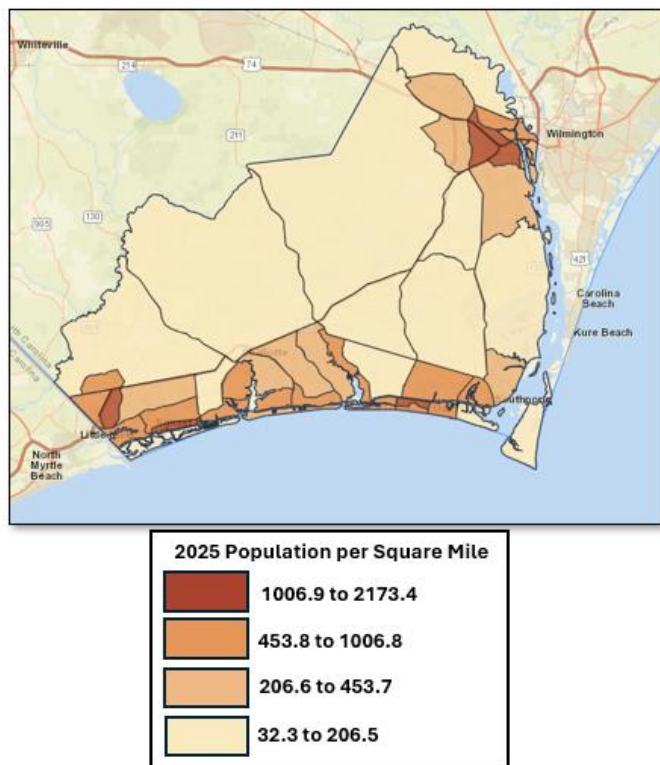 Whiteville
214
74
211
Wilmington
130
905
421
Carolina
Beach
Kure Beach
North
Myrtle
Beach
2025 Population per Square Mile
1006.9 to 2173.4
453.8 to 1006.8
206.6 to 453.7
32.3 to 206.5